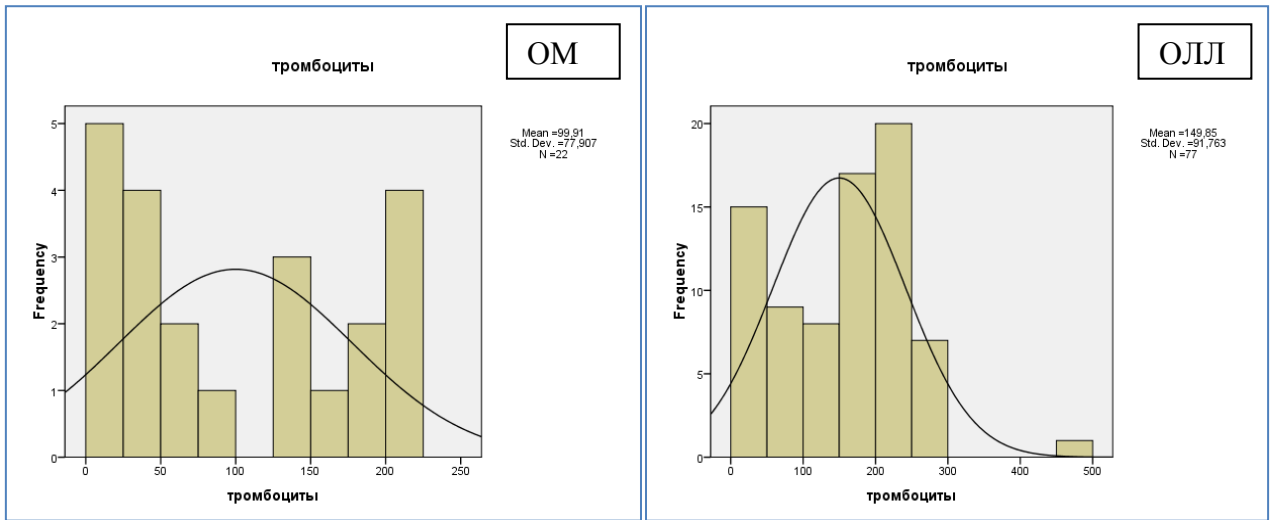 ОМ
тромбоциты
Mean =99,91
Std. Dev. =77,907
N =22
Frequency
5
4
3
2
1
0
0 50 100 150 200 250
тромбоциты
ОЛЛ
тромбоциты
Mean =149,85
Std. Dev. =91,763
N =77
Frequency
20
15
10
5
0
0 100 200 300 400 500
тромбоциты